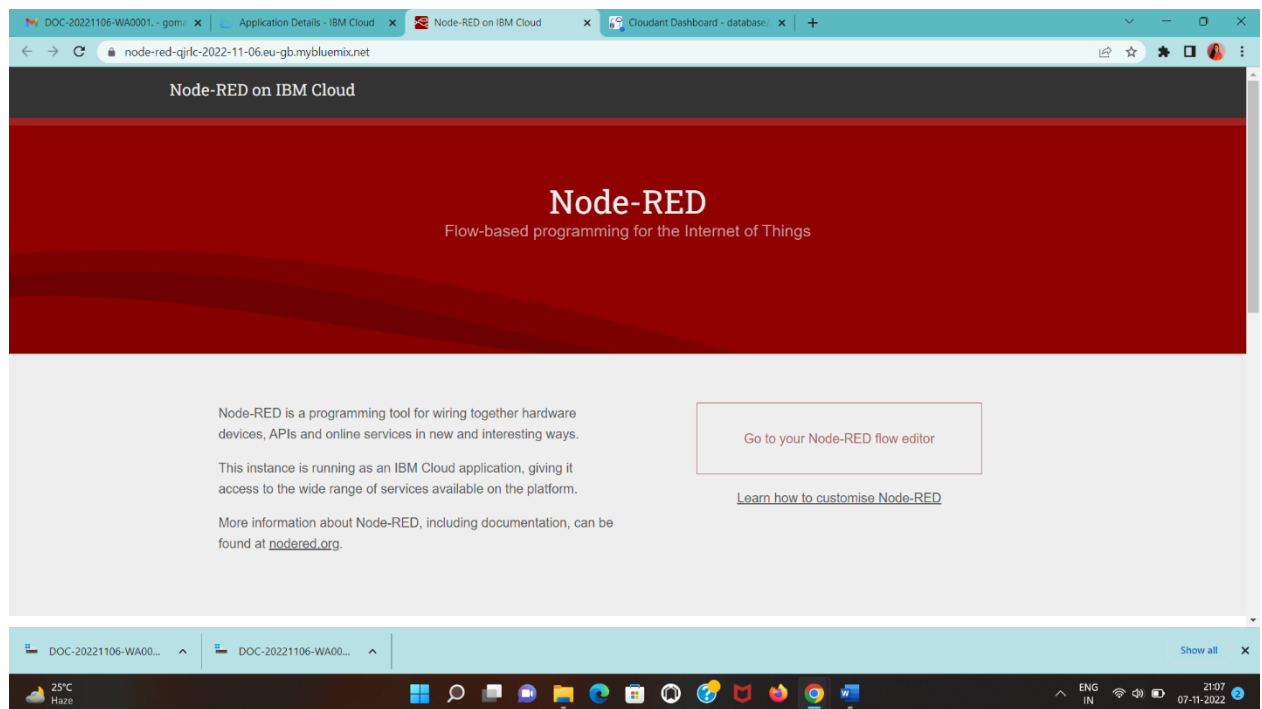 DOC-20221106-WA0001. - goma
Application Details - IBM Cloud
Node-RED on IBM Cloud
Cloudant Dashboard - database/
node-red-qjrlc-2022-11-06.eu-gb.mybluemix.net
Node-RED on IBM Cloud
Node-RED
Flow-based programming for the Internet of Things
Node-RED is a programming tool for wiring together hardware
devices, APIs and online services in new and interesting ways.
This instance is running as an IBM Cloud application, giving it
access to the wide range of services available on the platform.
More information about Node-RED, including documentation, can be
found at nodered.org.
Go to your Node-RED flow editor
Learn how to customise Node-RED
DOC-20221106-WA00...
DOC-20221106-WA00...
Show all
25°C
Haze
ENG
IN
21:07
07-11-2022
2